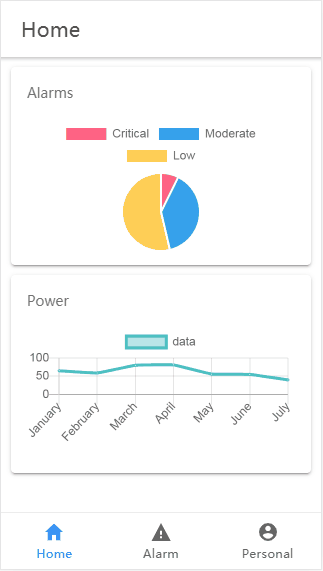 Home
Alarms
Critical Moderate
Low
Power
data
100
50
0
January February March April May June July
Home Alarm Personal